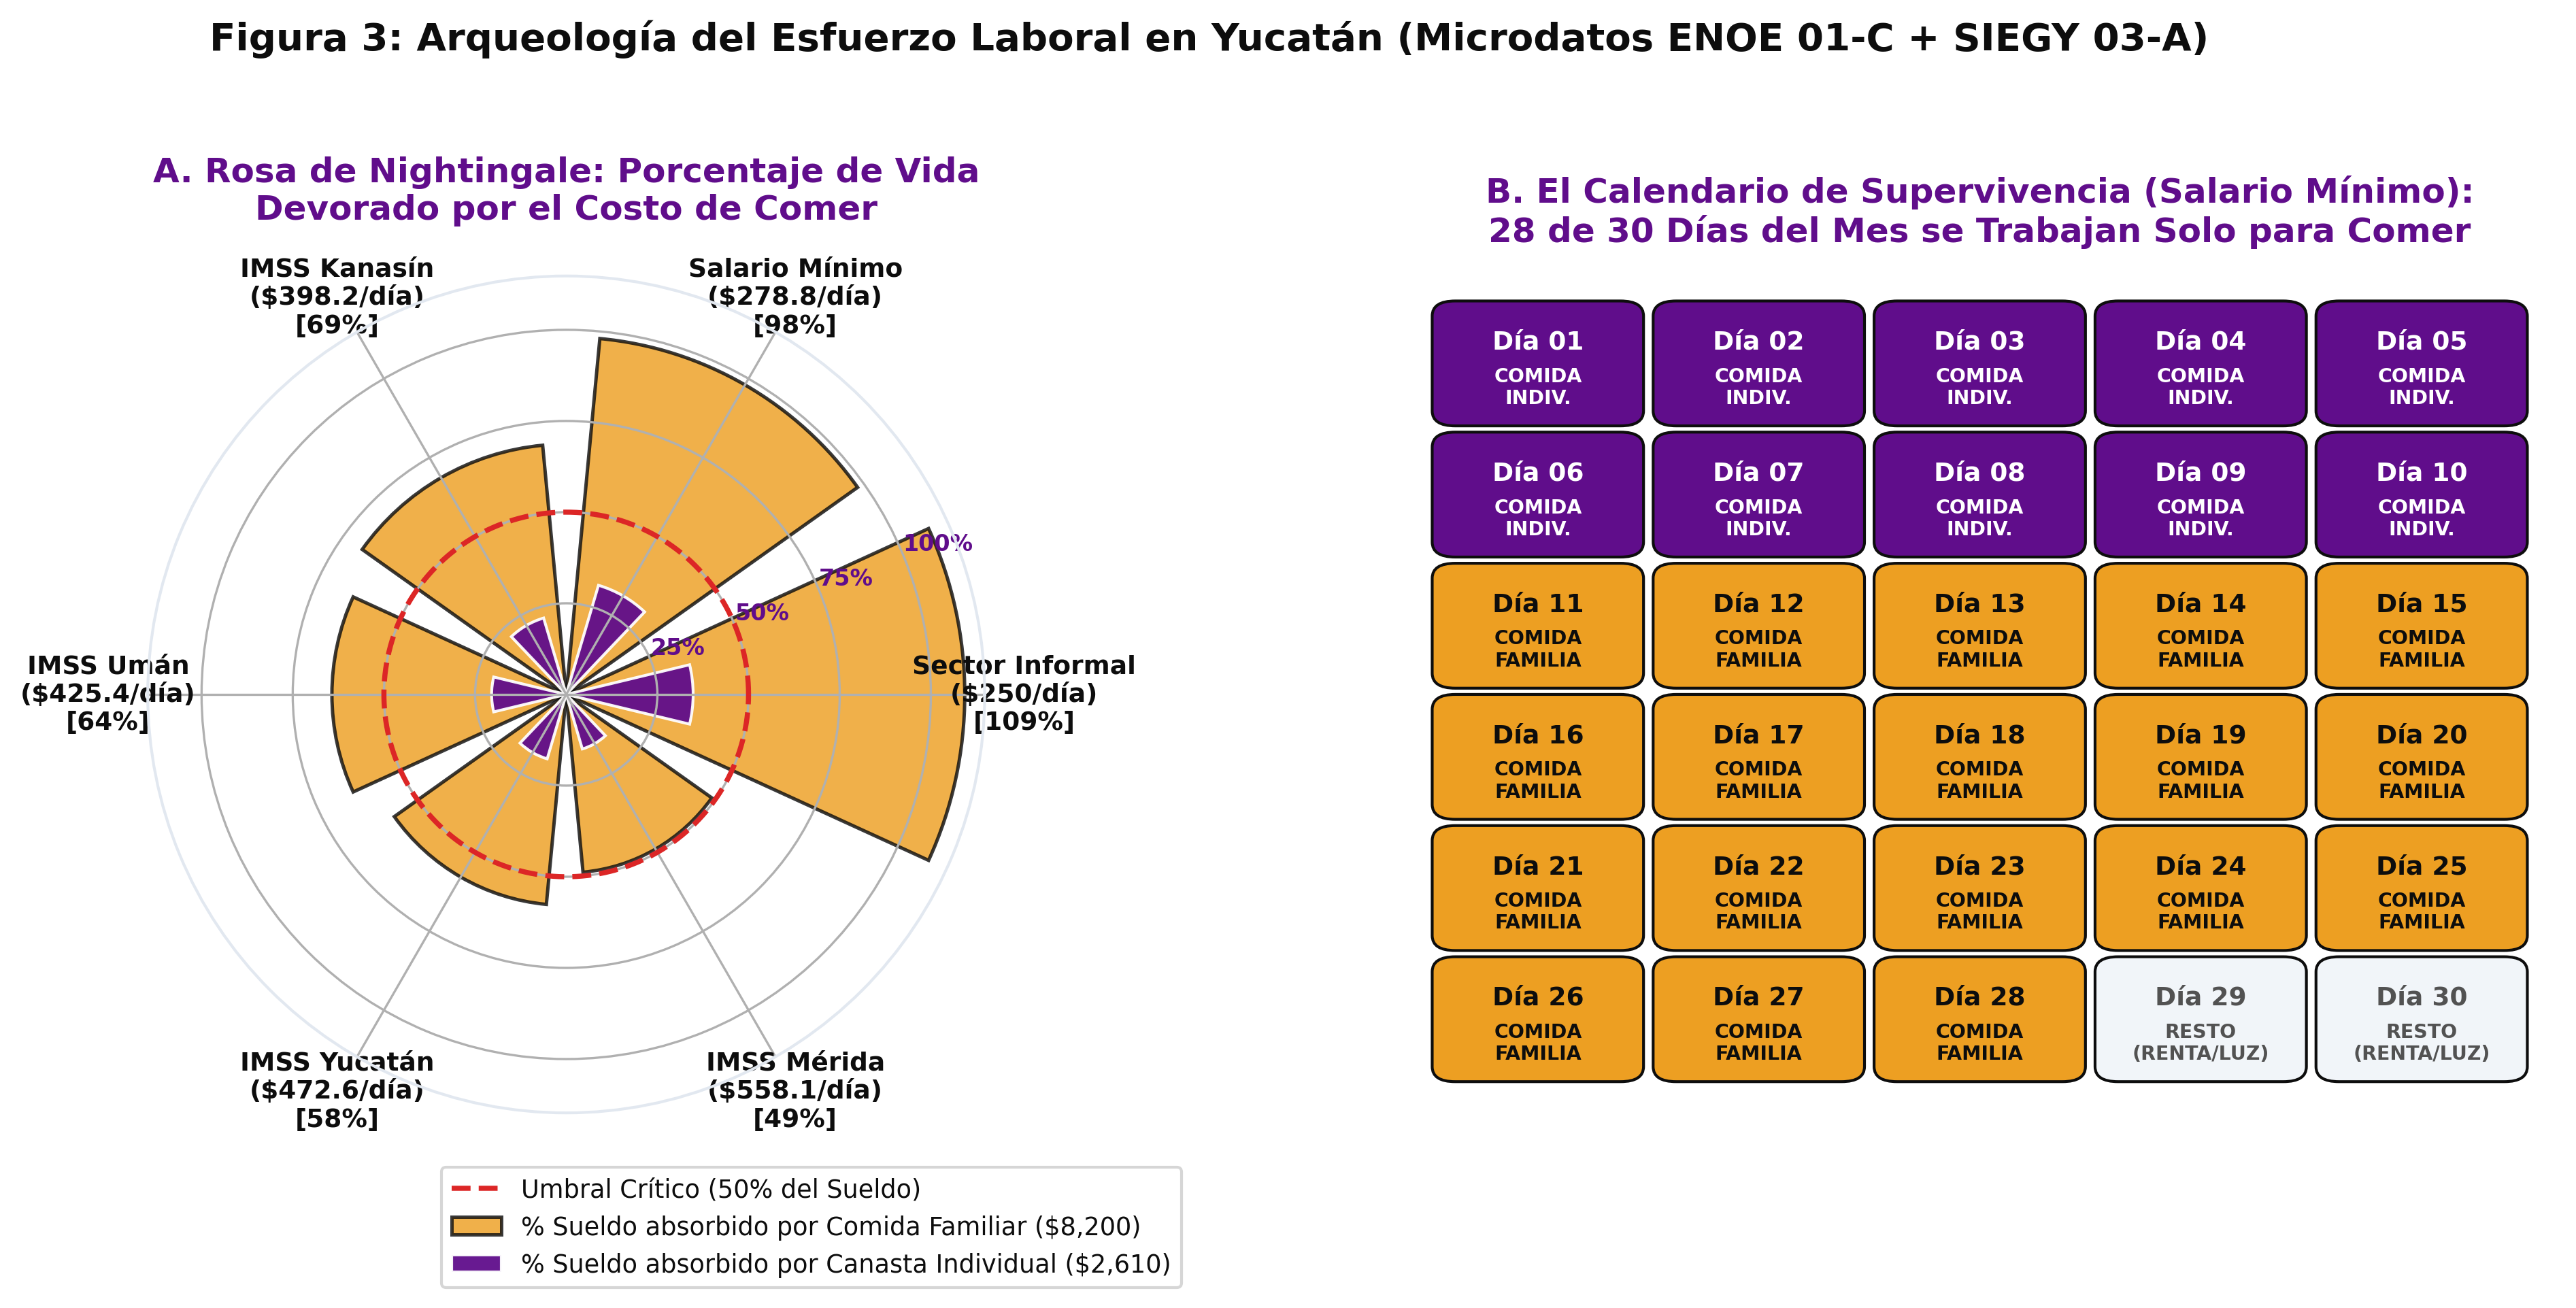 Figura 3: Arqueología del Esfuerzo Laboral en Yucatán (Microdatos ENOE 01-C + SIEGY 03-A)
A. Rosa de Nightingale: Porcentaje de Vida
Devorado por el Costo de Comer
IMSS Kanasín
($398.2/día)
[69%]
Salario Mínimo
($278.8/día)
[98%]
100%
75%
50%
25%
IMSS Umán
($425.4/día)
[64%]
Sector Informal
($250/día)
[109%]
IMSS Yucatán
($472.6/día)
[58%]
IMSS Mérida
($558.1/día)
[49%]
Umbral Crítico (50% del Sueldo)
% Sueldo absorbido por Comida Familiar ($8,200)
% Sueldo absorbido por Canasta Individual ($2,610)
B. El Calendario de Supervivencia (Salario Mínimo):
28 de 30 Días del Mes se Trabajan Solo para Comer
Día 01
COMIDA
INDIV.
Día 02
COMIDA
INDIV.
Día 03
COMIDA
INDIV.
Día 04
COMIDA
INDIV.
Día 05
COMIDA
INDIV.
Día 06
COMIDA
INDIV.
Día 07
COMIDA
INDIV.
Día 08
COMIDA
INDIV.
Día 09
COMIDA
INDIV.
Día 10
COMIDA
INDIV.
Día 11
COMIDA
FAMILIA
Día 12
COMIDA
FAMILIA
Día 13
COMIDA
FAMILIA
Día 14
COMIDA
FAMILIA
Día 15
COMIDA
FAMILIA
Día 16
COMIDA
FAMILIA
Día 17
COMIDA
FAMILIA
Día 18
COMIDA
FAMILIA
Día 19
COMIDA
FAMILIA
Día 20
COMIDA
FAMILIA
Día 21
COMIDA
FAMILIA
Día 22
COMIDA
FAMILIA
Día 23
COMIDA
FAMILIA
Día 24
COMIDA
FAMILIA
Día 25
COMIDA
FAMILIA
Día 26
COMIDA
FAMILIA
Día 27
COMIDA
FAMILIA
Día 28
COMIDA
FAMILIA
Día 29
RESTO
(RENTA/LUZ)
Día 30
RESTO
(RENTA/LUZ)